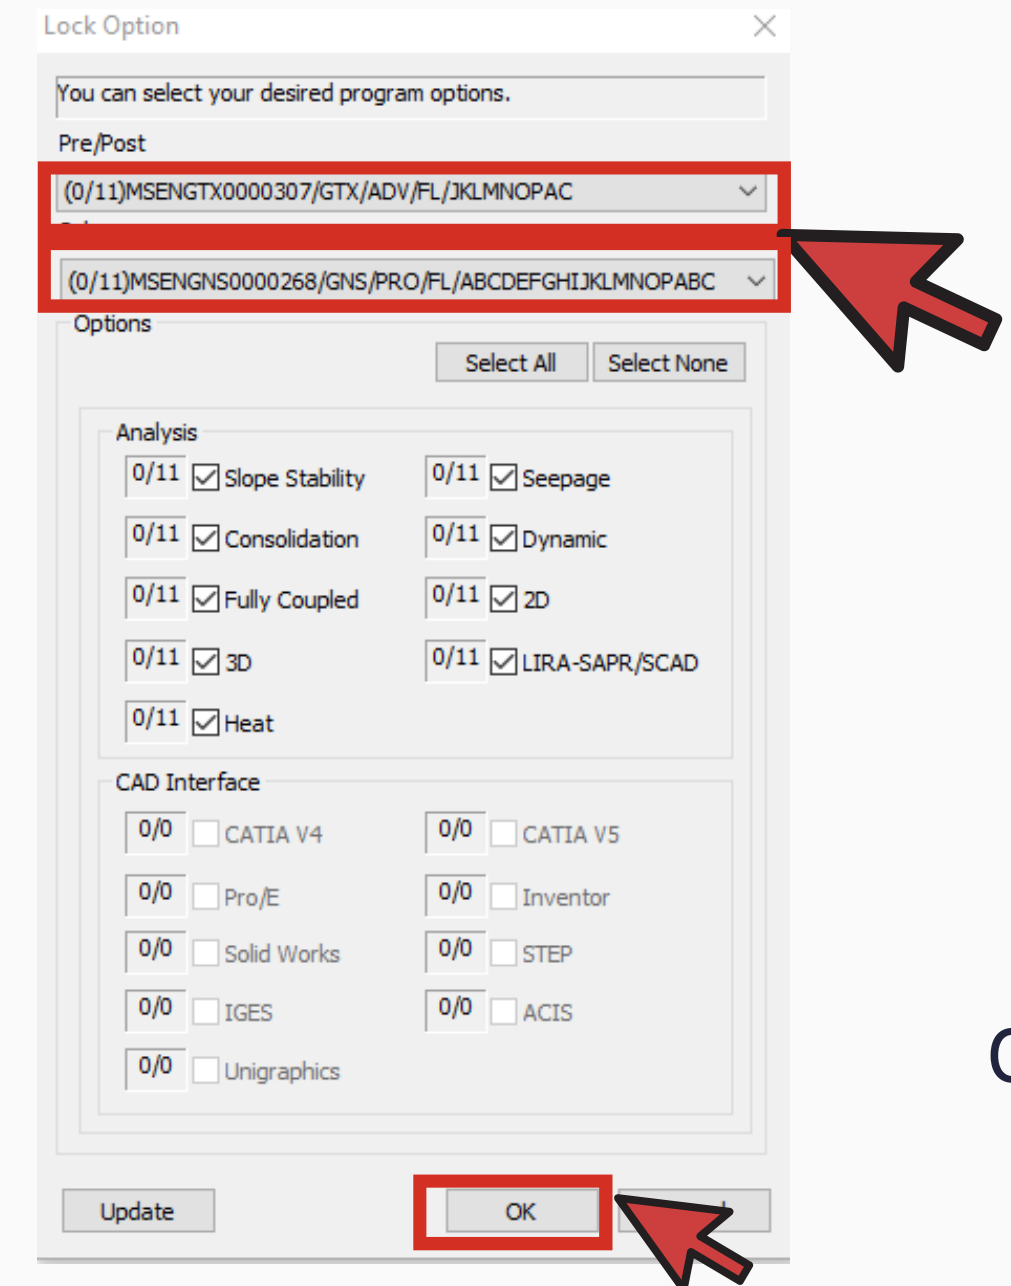 Lock Option
You can select your desired program options.
Pre/Post
(0/11)MSENGTX0000307/GTX/ADV/FL/JKLMNOPAC
(0/11)MSENGNS0000268/GNS/PRO/FL/ABCDEFGHIJKLMNOPABC
Options
Select All Select None
Analysis
0/11 Slope Stability 0/11 Seepage
0/11 Consolidation 0/11 Dynamic
0/11 Fully Coupled 0/11 2D
0/11 3D 0/11 LIRA-SAPR/SCAD
0/11 Heat
CAD Interface
0/0 CATIA V4 0/0 CATIA V5
0/0 Pro/E 0/0 Inventor
0/0 Solid Works 0/0 STEP
0/0 IGES 0/0 ACIS
0/0 Unigraphics
Update OK